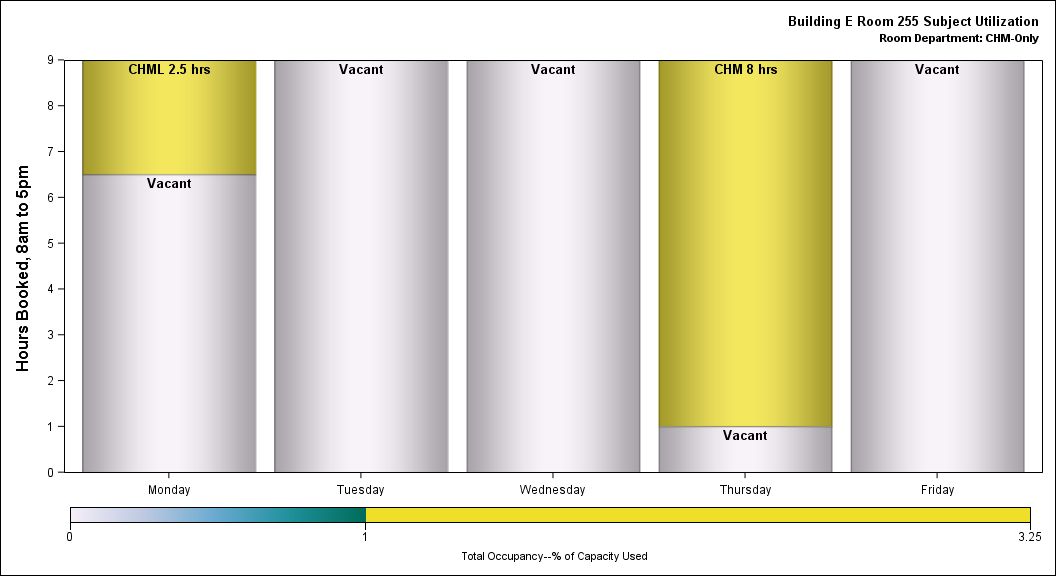 Building E Room 255 Subject Utilization
Room Department: CHM-Only
Hours Booked, 8am to 5pm
9
8
7
6
5
4
3
2
1
0
CHML 2.5 hrs
Vacant
Vacant
Vacant
CHM 8 hrs
Vacant
Vacant
Monday Tuesday Wednesday Thursday Friday
0 1 3.25
Total Occupancy--% of Capacity Used